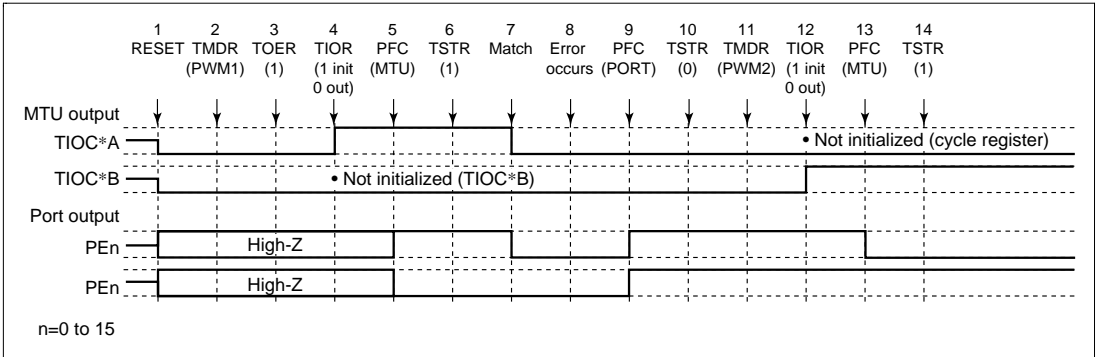 1 2 3 4 5 6 7 8 9 10 11 12 13 14
RESET TMDR TOER TIOR PFC TSTR Match Error PFC TSTR TMDR TIOR PFC TSTR
(PWM1) (1) (1 init (MTU) (1) occurs (PORT) (0) (PWM2) (1 init (MTU) (1)
0 out) 0 out)
MTU output
TIOC*A • Not initialized (cycle register)
TIOC*B • Not initialized (TIOC*B)
Port output
PEn High-Z
PEn High-Z
n=0 to 15